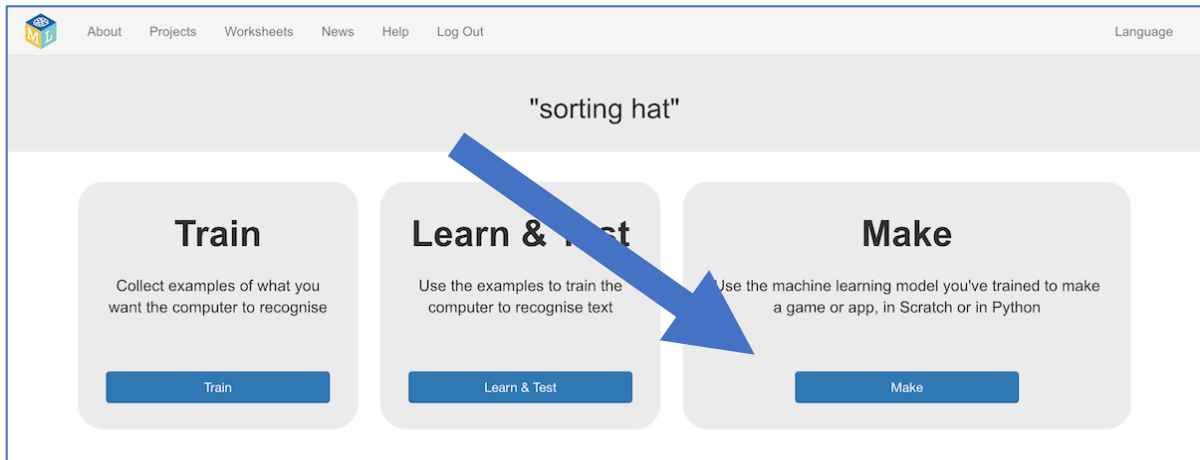 M L
About Projects Worksheets News Help Log Out Language
"sorting hat"
Train
Collect examples of what you
want the computer to recognise
Train
Learn & st
Use the examples to train the
computer to recognise text
Learn & Test
Make
Use the machine learning model you've trained to make
a game or app, in Scratch or in Python
Make